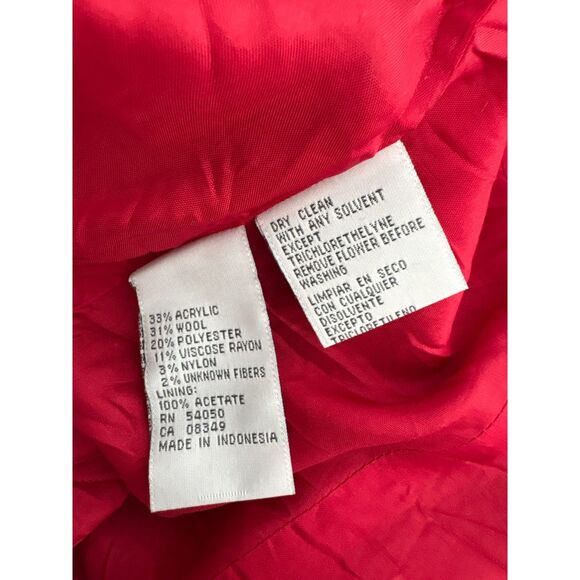 33% ACRYLIC
31% WOOL
20% POLYESTER
11% VISCOSE RAYON
3% NYLON
2% UNKNOWN FIBERS
LINING:
100% ACETATE
RN 54050
CA 08349
MADE IN INDONESIA
DRY CLEAN
WITH ANY SOLVENT
EXCEPT
TRICHLORETHELYNE
REMOVE FLOWER BEFORE
WASHING
LIMPIAR EN SECO
CON CUALQUIER
DISOLVENTE
EXCEPTO
TRICLORETILENO